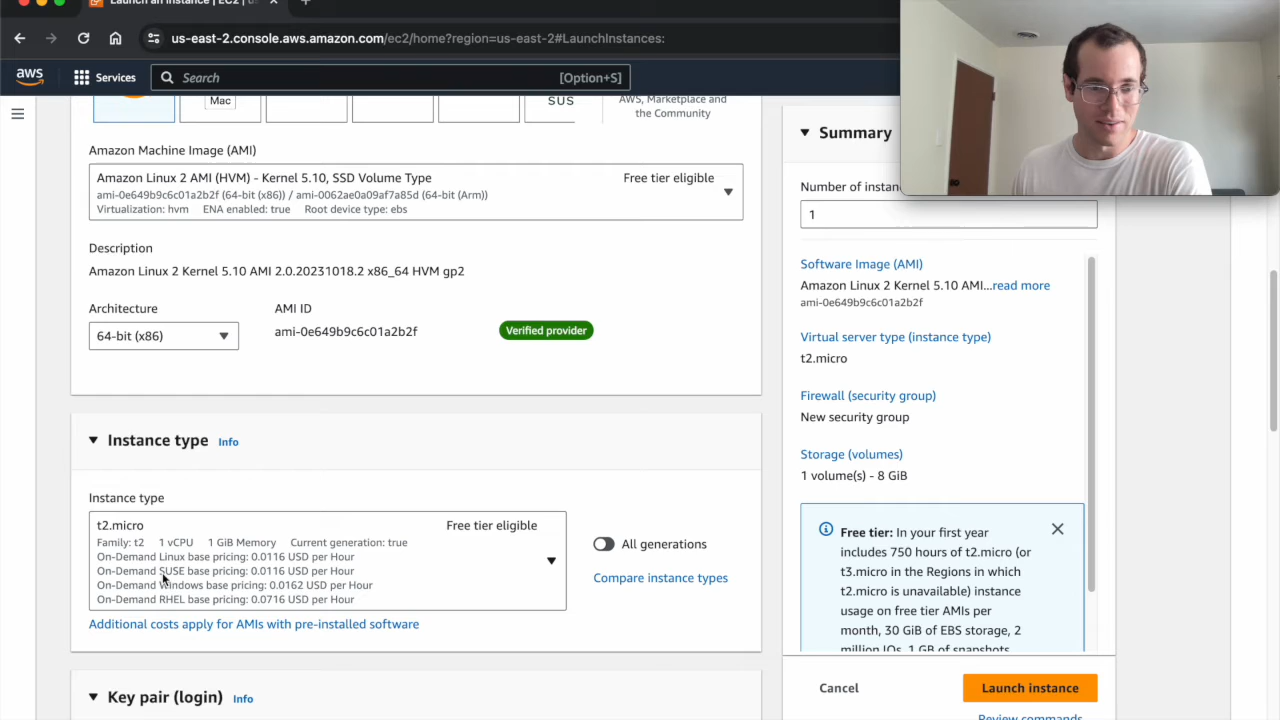 Launch an instance | EC2 | us-e
us-east-2.console.aws.amazon.com/ec2/home?region=us-east-2#LaunchInstances:
aws
Services
Search
[Option+S]
Mac
SUS
AWS, Marketplace and
the Community
Amazon Machine Image (AMI)
Amazon Linux 2 AMI (HVM) - Kernel 5.10, SSD Volume Type
Free tier eligible
ami-0e649b9c6c01a2b2f (64-bit (x86)) / ami-0062ae0a09af7a85d (64-bit (Arm))
Virtualization: hvm ENA enabled: true Root device type: ebs
Description
Amazon Linux 2 Kernel 5.10 AMI 2.0.20231018.2 x86_64 HVM gp2
Architecture
AMI ID
64-bit (x86)
ami-0e649b9c6c01a2b2f
Verified provider
Instance type Info
Instance type
t2.micro
Free tier eligible
Family: t2 1 vCPU 1 GiB Memory Current generation: true
On-Demand Linux base pricing: 0.0116 USD per Hour
On-Demand SUSE base pricing: 0.0116 USD per Hour
On-Demand Windows base pricing: 0.0162 USD per Hour
On-Demand RHEL base pricing: 0.0716 USD per Hour
All generations
Compare instance types
Additional costs apply for AMIs with pre-installed software
Key pair (login) Info
Summary
Number of instan
1
Software Image (AMI)
Amazon Linux 2 Kernel 5.10 AMI...read more
ami-0e649b9c6c01a2b2f
Virtual server type (instance type)
t2.micro
Firewall (security group)
New security group
Storage (volumes)
1 volume(s) - 8 GiB
Free tier: In your first year
includes 750 hours of t2.micro (or
t3.micro in the Regions in which
t2.micro is unavailable) instance
usage on free tier AMIs per
month, 30 GiB of EBS storage, 2
million IOs, 1 GB of snapshots,
Cancel
Launch instance
Review commands